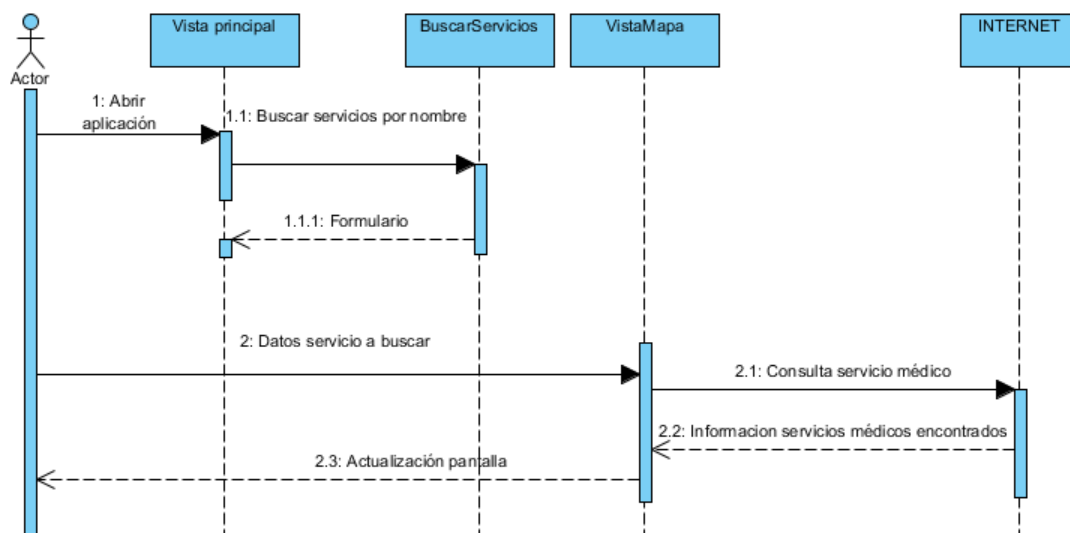 Vista principal
BuscarServicios
VistaMapa
INTERNET
Actor
1: Abrir
aplicación
1.1: Buscar servicios por nombre
1.1.1: Formulario
2: Datos servicio a buscar
2.1: Consulta servicio médico
2.2: Informacion servicios médicos encontrados
2.3: Actualización pantalla